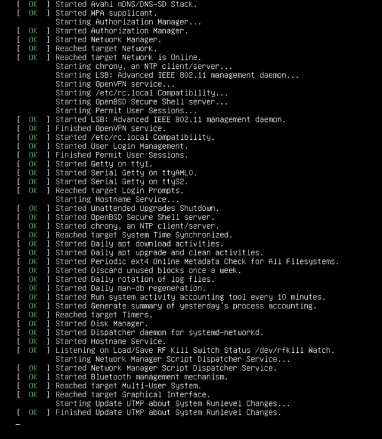 [  OK  ] Started Avahi mDNS/DNS-SD Stack.
[  OK  ] Started WPA supplicant.
         Starting Authorization Manager...
[  OK  ] Started Authorization Manager.
[  OK  ] Started Network Manager.
[  OK  ] Reached target Network.
[  OK  ] Reached target Network is Online.
         Starting chrony, an NTP client/server...
         Starting LSB: Advanced IEEE 802.11 management daemon...
         Starting OpenVPN service...
         Starting /etc/rc.local Compatibility...
         Starting OpenBSD Secure Shell server...
         Starting Permit User Sessions...
[  OK  ] Started LSB: Advanced IEEE 802.11 management daemon.
[  OK  ] Finished OpenVPN service.
[  OK  ] Started /etc/rc.local Compatibility.
[  OK  ] Started User Login Management.
[  OK  ] Finished Permit User Sessions.
[  OK  ] Started Getty on tty1.
[  OK  ] Started Serial Getty on ttyAML0.
[  OK  ] Started Serial Getty on ttyS2.
[  OK  ] Reached target Login Prompts.
         Starting Hostname Service...
[  OK  ] Started Unattended Upgrades Shutdown.
[  OK  ] Started OpenBSD Secure Shell server.
[  OK  ] Started chrony, an NTP client/server.
[  OK  ] Reached target System Time Synchronized.
[  OK  ] Started Daily apt download activities.
[  OK  ] Started Daily apt upgrade and clean activities.
[  OK  ] Started Periodic ext4 Online Metadata Check for All Filesystems.
[  OK  ] Started Discard unused blocks once a week.
[  OK  ] Started Daily rotation of log files.
[  OK  ] Started Daily man-db regeneration.
[  OK  ] Started Run system activity accounting tool every 10 minutes.
[  OK  ] Started Generate summary of yesterday's process accounting.
[  OK  ] Reached target Timers.
[  OK  ] Started Disk Manager.
[  OK  ] Started Dispatcher daemon for systemd-networkd.
[  OK  ] Started Hostname Service.
[  OK  ] Listening on Load/Save RF Kill Switch Status /dev/rfkill Watch.
         Starting Network Manager Script Dispatcher Service...
[  OK  ] Started Network Manager Script Dispatcher Service.
[  OK  ] Started Bluetooth management mechanism.
[  OK  ] Reached target Multi-User System.
[  OK  ] Reached target Graphical Interface.
         Starting Update UTMP about System Runlevel Changes...
[  OK  ] Finished Update UTMP about System Runlevel Changes.